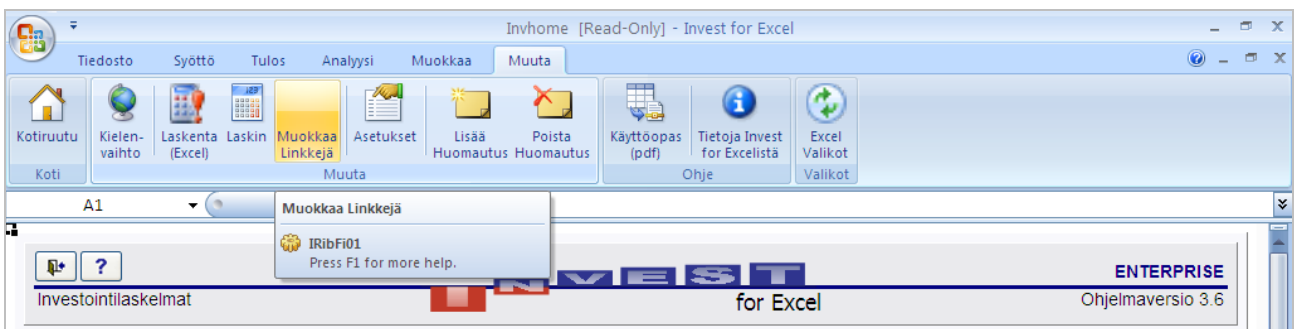 Invhome [Read-Only] - Invest for Excel
Tiedosto Syöttö Tulos Analyysi Muokkaa Muuta
Kotiruutu Kielen- Laskenta Laskin Muokkaa Asetukset Lisää Poista Käyttöopas Tietoja Invest Excel
vaihto (Excel) Linkkejä Huomautus Huomautus (pdf) for Excelistä Valikot
Koti Muuta Ohje Valikot
A1
Muokkaa Linkkejä
IRibFi01
Press F1 for more help.
?
INVEST
ENTERPRISE
Investointilaskelmat for Excel Ohjelmaversio 3.6